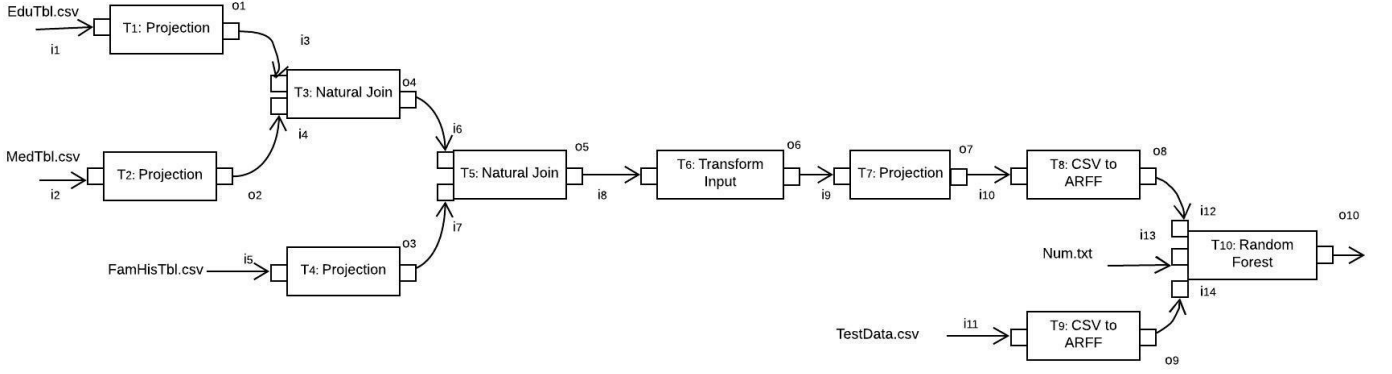 EduTbl.csv
i1
T1: Projection
o1
i3
T3: Natural Join
o4
i4
MedTbl.csv
i2
T2: Projection
o2
i6
T5: Natural Join
o5
i7
FamHisTbl.csv
i5
T4: Projection
o3
i8
T6: Transform
Input
o6
i9
T7: Projection
o7
i10
T8: CSV to
ARFF
o8
i12
i13
Num.txt
T10: Random
Forest
o10
i14
TestData.csv
i11
T9: CSV to
ARFF
o9